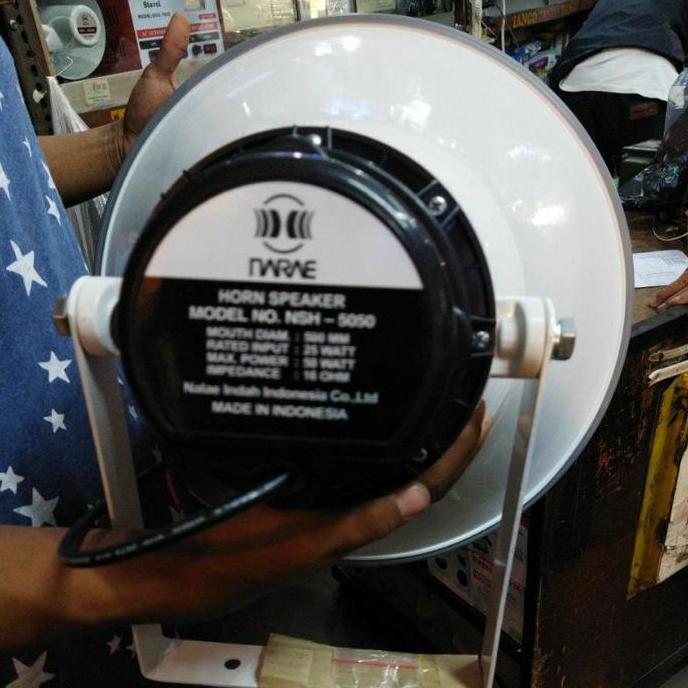 NARAE
HORN SPEAKER
MODEL NO. NSH - 5050
MOUTH DIAM. : 500 MM
RATED INPUT : 25 WATT
MAX. POWER : 50 WATT
IMPEDANCE : 16 OHM
Nalae Indah Indonesia Co.,Ltd
MADE IN INDONESIA